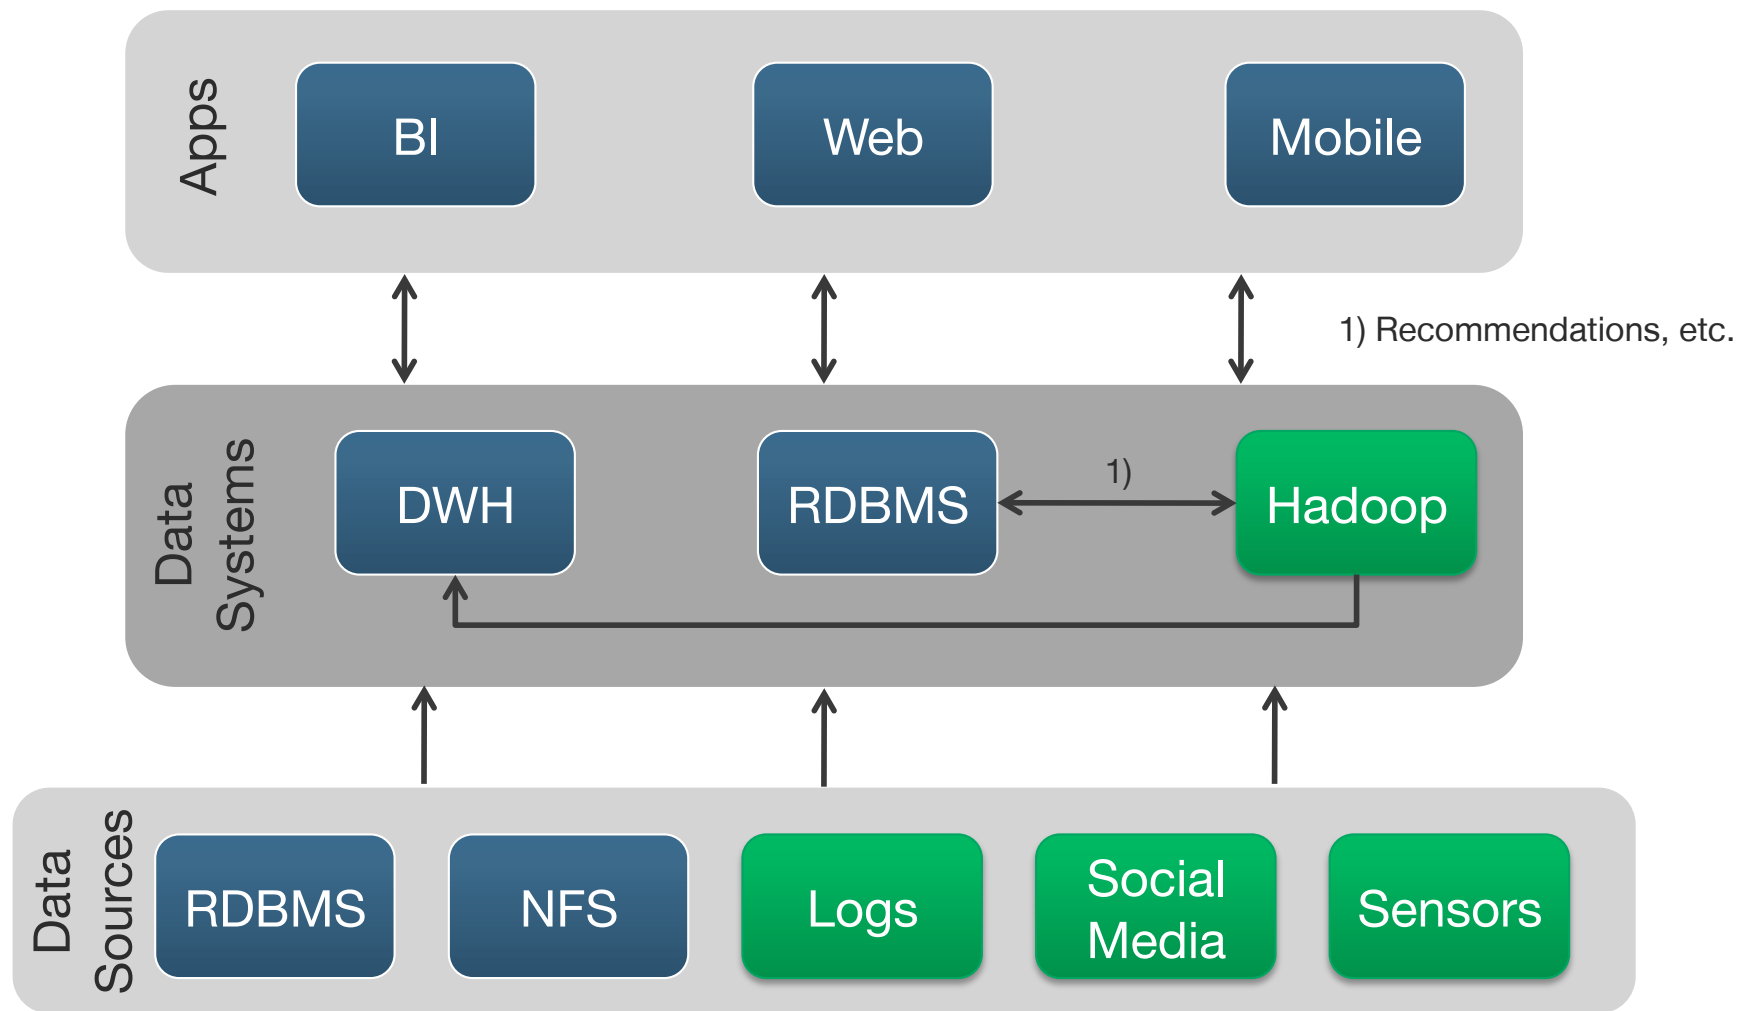 Apps
BI
Web
Mobile
1) Recommendations, etc.
Data
Systems
DWH
RDBMS
1)
Hadoop
Data
Sources
RDBMS
NFS
Logs
Social
Media
Sensors